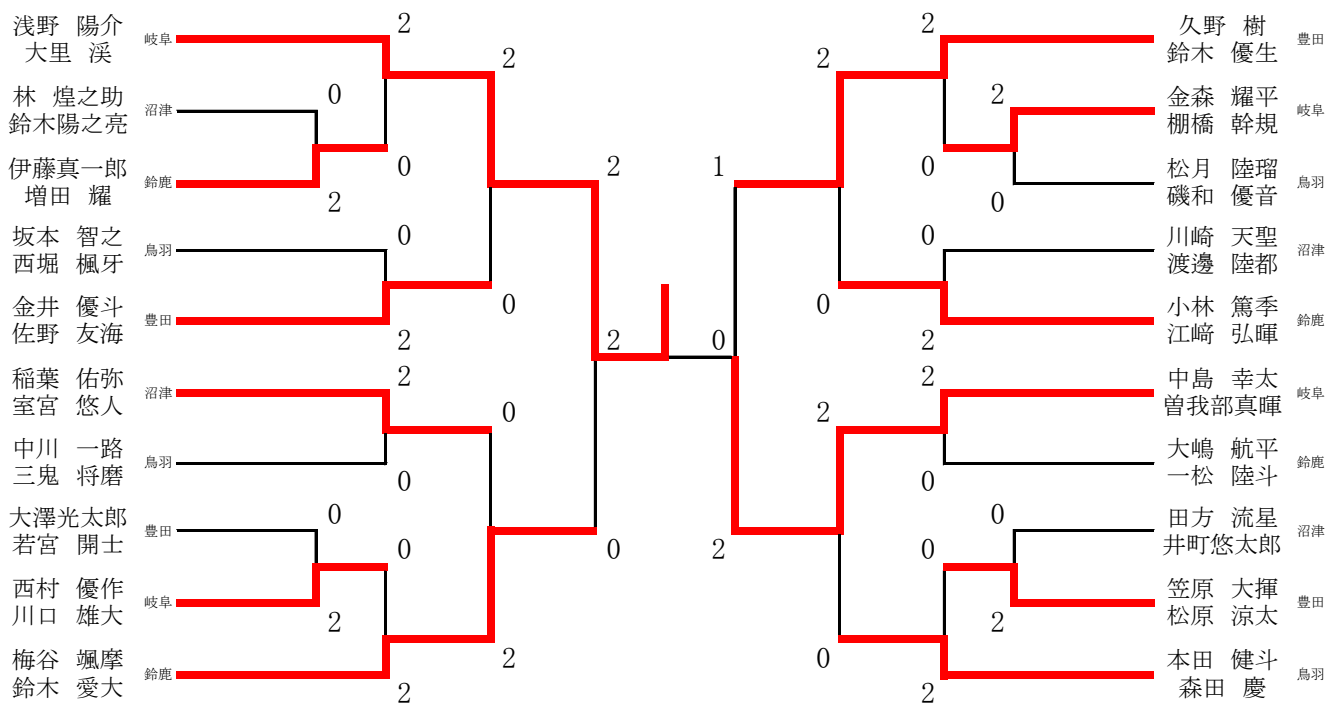 浅野 陽介
大里 渓
岐阜
林 煌之助
鈴木陽之亮
沼津
伊藤真一郎
増田 耀
鈴鹿
坂本 智之
西堀 楓牙
鳥羽
金井 優斗
佐野 友海
豊田
稲葉 佑弥
室宮 悠人
沼津
中川 一路
三鬼 将磨
鳥羽
大澤光太郎
若宮 開士
豊田
西村 優作
川口 雄大
岐阜
梅谷 颯摩
鈴木 愛大
鈴鹿
2
0
0
2
0
2
2
0
0
0
2
2
2
0
0
2
2
0
2
0
1
2
2
0
0
2
0
2
2
0
0
2
2
0
0
0
2
2
久野 樹
鈴木 優生
豊田
金森 耀平
棚橋 幹規
岐阜
松月 陸瑠
磯和 優音
鳥羽
川崎 天聖
渡邊 陸都
沼津
小林 篤季
江﨑 弘暉
鈴鹿
中島 幸太
曽我部真暉
岐阜
大嶋 航平
一松 陸斗
鈴鹿
田方 流星
井町悠太郎
沼津
笠原 大揮
松原 涼太
豊田
本田 健斗
森田 慶
鳥羽